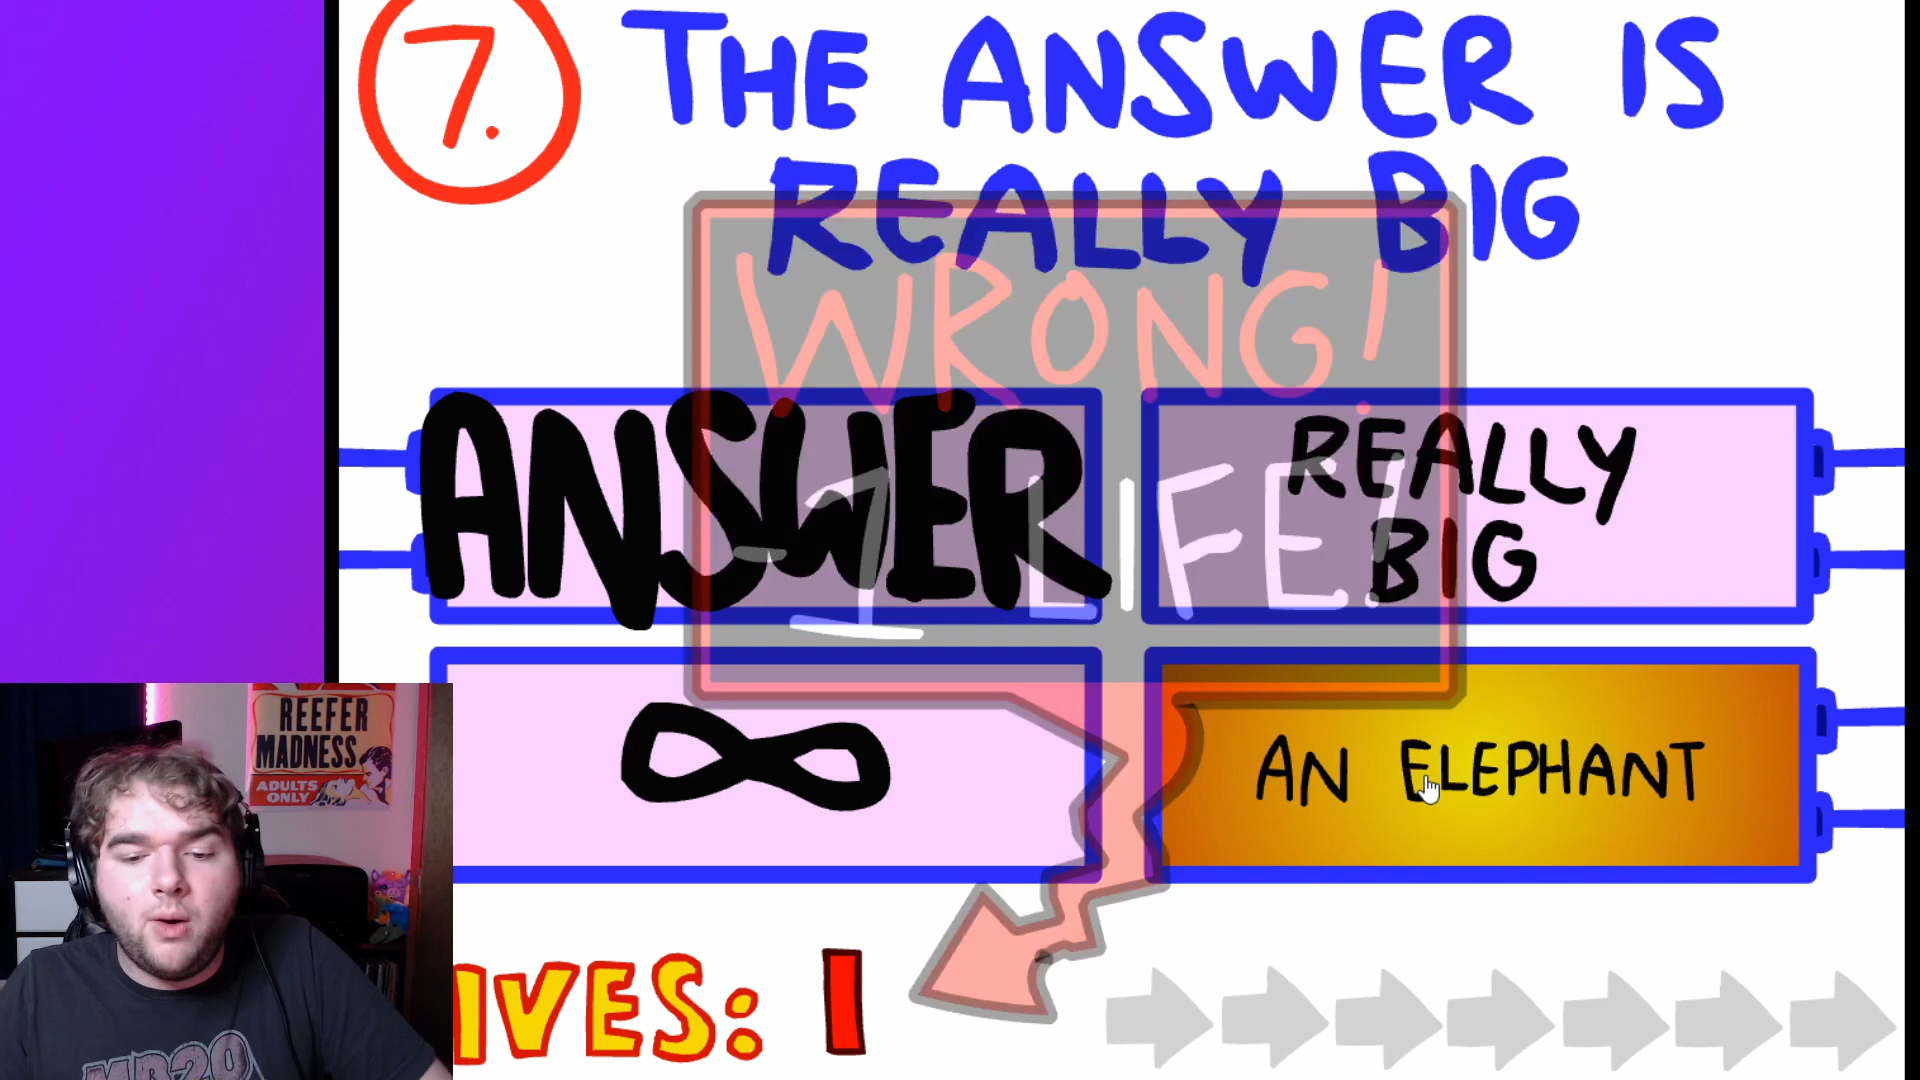 7. THE ANSWER IS
REALLY BIG
WRONG!
-1 LIFE!
ANSWER
REALLY
BIG
∞
AN ELEPHANT
REEFER
MADNESS
ADULTS
ONLY
IVES: 1